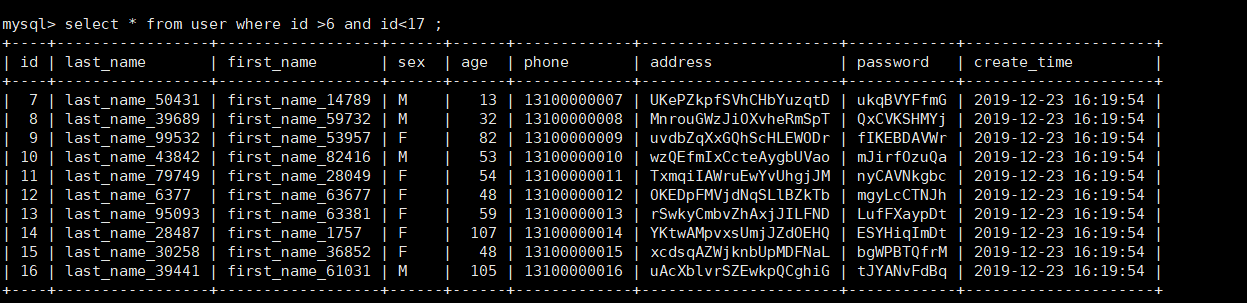 mysql> select * from user where id >6 and id<17 ;
+----+-----------------+------------------+------+------+-------------+----------------------+------------+---------------------+
| id | last_name       | first_name       | sex  | age  | phone       | address              | password   | create_time         |
+----+-----------------+------------------+------+------+-------------+----------------------+------------+---------------------+
|  7 | last_name_50431 | first_name_14789 | M    |   13 | 13100000007 | UKePZkpfSVhCHbYuzqtD | ukqBVYFfmG | 2019-12-23 16:19:54 |
|  8 | last_name_39689 | first_name_59732 | M    |   32 | 13100000008 | MnrouGWzJiOXvheRmSpT | QxCVKSHMYj | 2019-12-23 16:19:54 |
|  9 | last_name_99532 | first_name_53957 | F    |   82 | 13100000009 | uvdbZqXxGQhScHLEWODr | fIKEBDAVWr | 2019-12-23 16:19:54 |
| 10 | last_name_43842 | first_name_82416 | M    |   53 | 13100000010 | wzQEfmIxCcteAygbUVao | mJirfOzuQa | 2019-12-23 16:19:54 |
| 11 | last_name_79749 | first_name_28049 | F    |   54 | 13100000011 | TxmqiIAWruEwYvUhgjJM | nyCAVNkgbc | 2019-12-23 16:19:54 |
| 12 | last_name_6377  | first_name_63677 | F    |   48 | 13100000012 | OKEDpFMVjdNqSLlBZkTb | mgyLcCTNJh | 2019-12-23 16:19:54 |
| 13 | last_name_95093 | first_name_63381 | F    |   59 | 13100000013 | rSwkyCmbvZhAxjJILFND | LufFXaypDt | 2019-12-23 16:19:54 |
| 14 | last_name_28487 | first_name_1757  | F    |  107 | 13100000014 | YKtwAMpvxsUmjJZdOEHQ | ESYHiqImDt | 2019-12-23 16:19:54 |
| 15 | last_name_30258 | first_name_36852 | F    |   48 | 13100000015 | xcdsqAZWjknbUpMDFNaL | bgWPBTQfrM | 2019-12-23 16:19:54 |
| 16 | last_name_39441 | first_name_61031 | M    |  105 | 13100000016 | uAcXblvrSZEwkpQCghiG | tJYANvFdBq | 2019-12-23 16:19:54 |
+----+-----------------+------------------+------+------+-------------+----------------------+------------+---------------------+